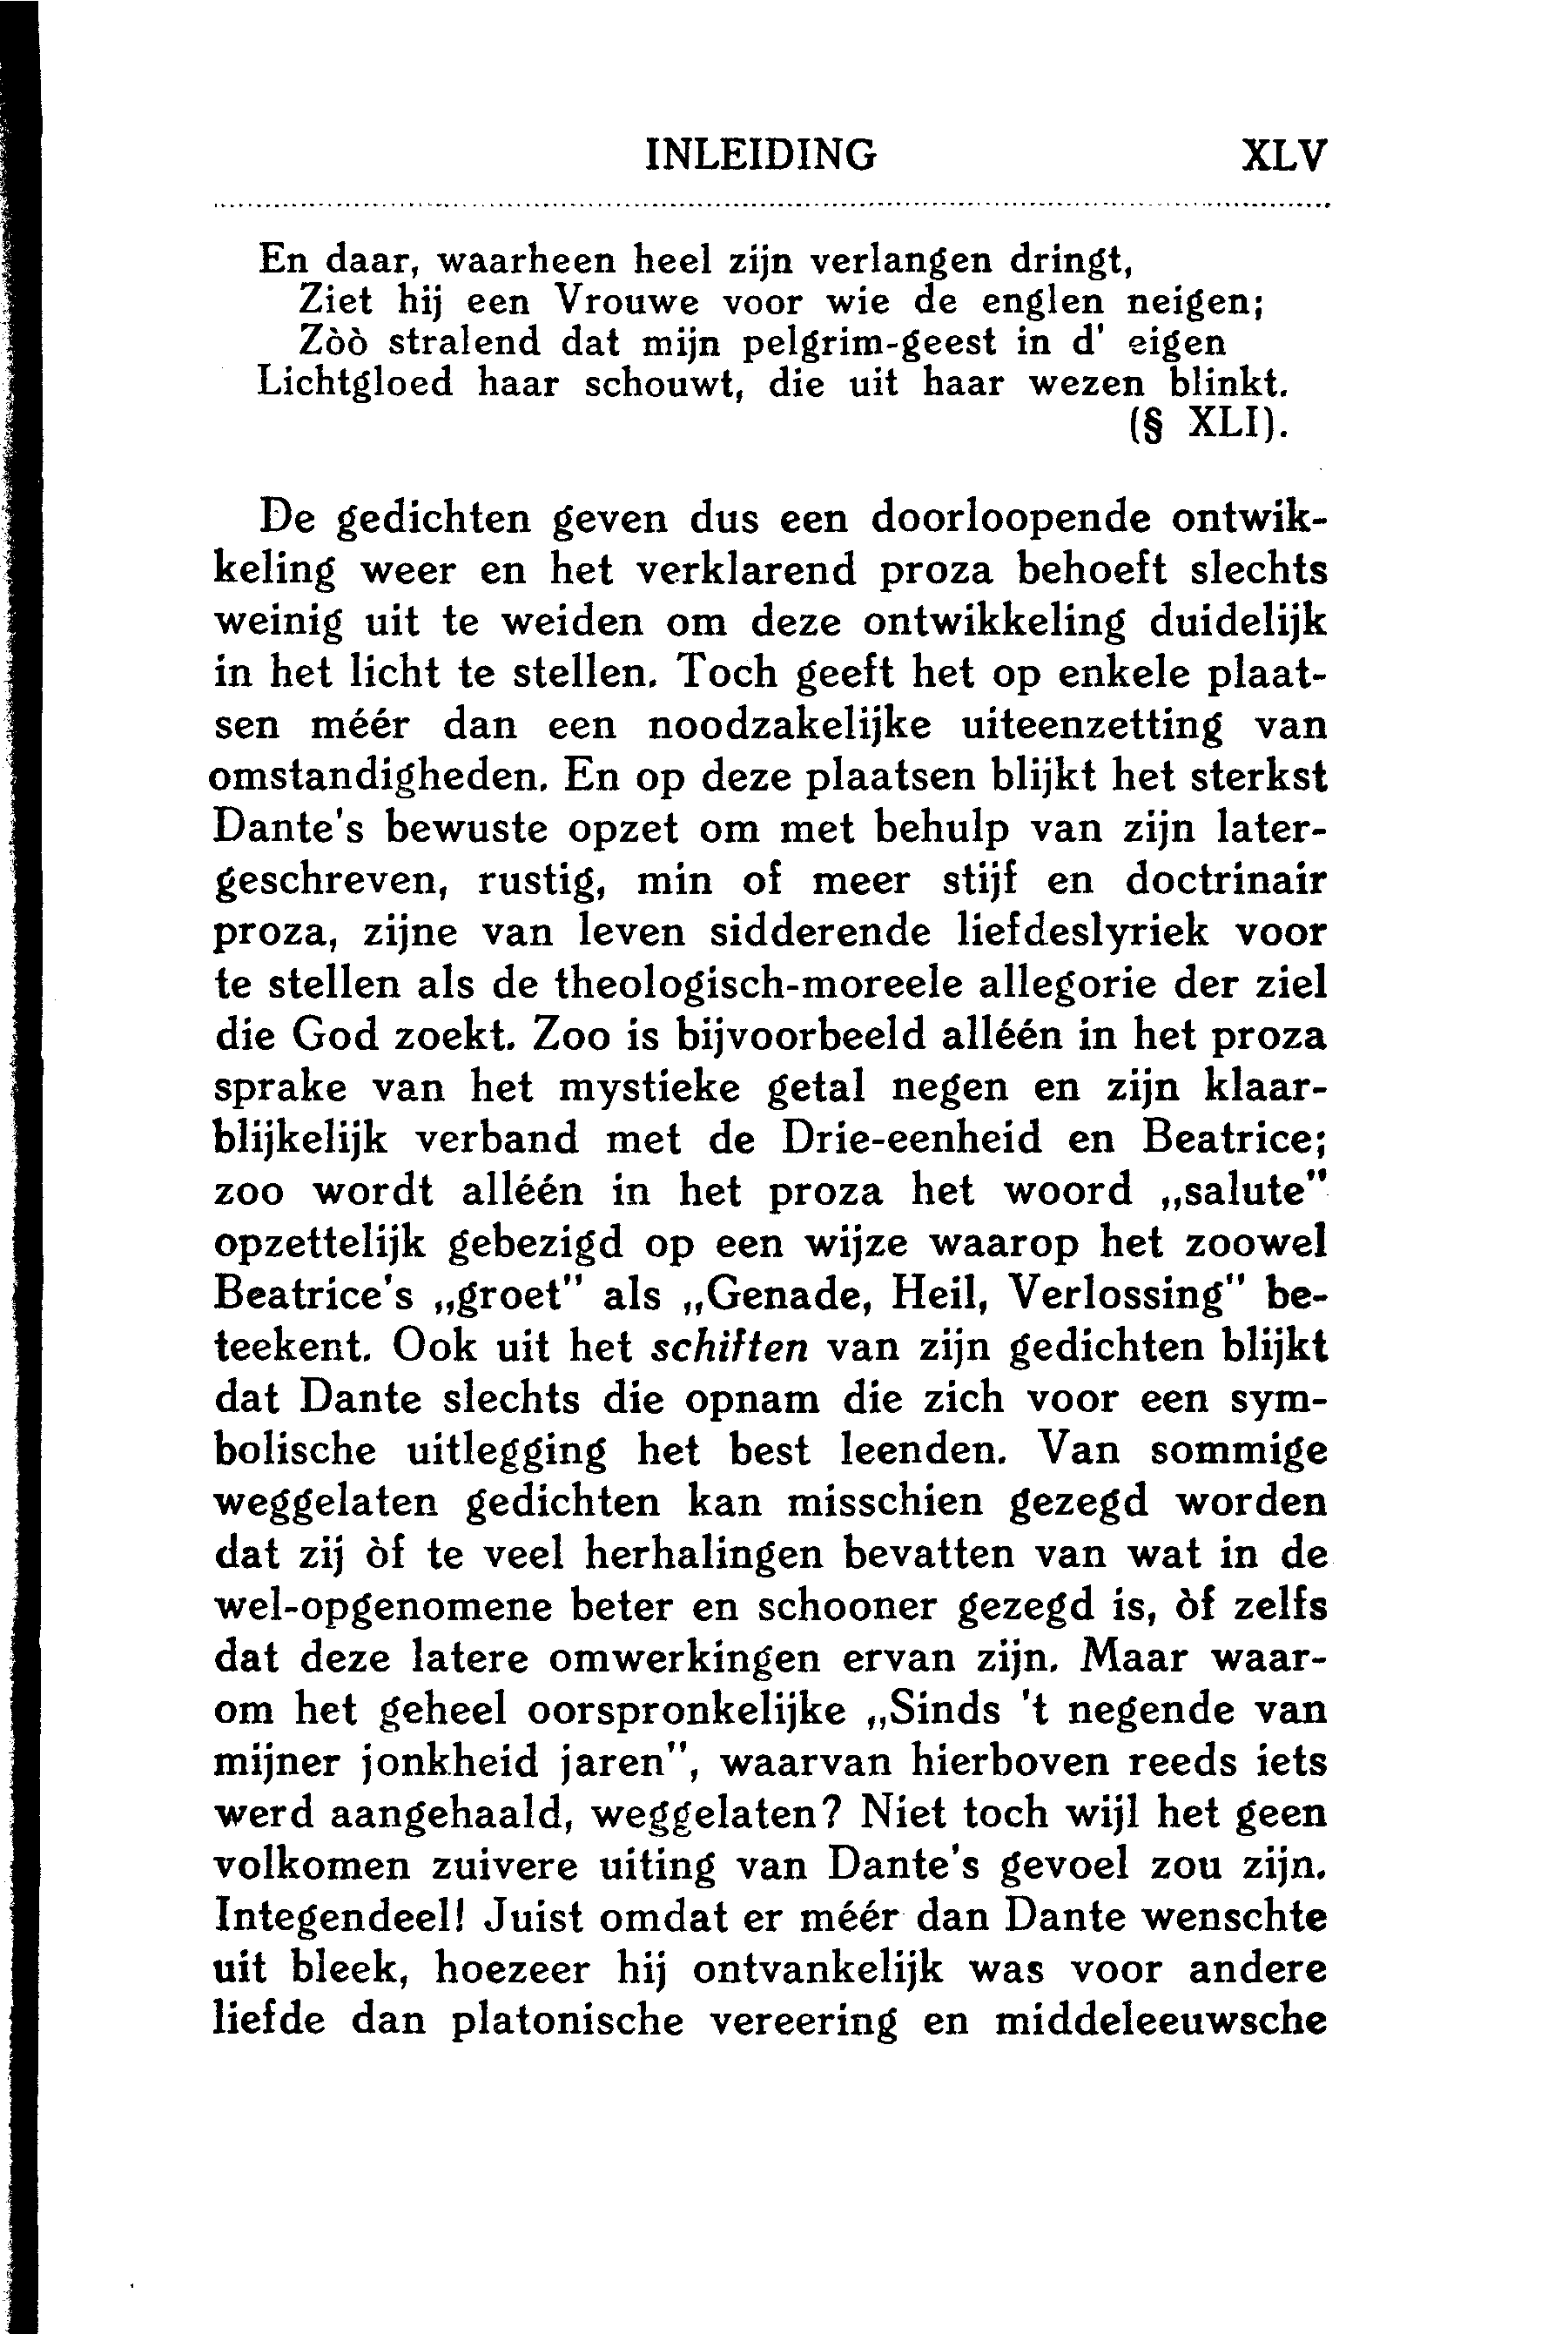 INLEIDING XLV
En daar, waarheen heel zijn verlangen dringt,
Ziet hij een Vrouwe voor wie de englen neigen;
Zòò stralend dat mijn pelgrim-geest in d' eigen
Lichtgloed haar schouwt, die uit haar wezen blinkt.
(§ XLI).
De gedichten geven dus een doorloopende ontwik-
keling weer en het verklarend proza behoeft slechts
weinig uit te weiden om deze ontwikkeling duidelijk
in het licht te stellen. Toch geeft het op enkele plaat-
sen méér dan een noodzakelijke uiteenzetting van
omstandigheden. En op deze plaatsen blijkt het sterkst
Dante's bewuste opzet om met behulp van zijn later-
geschreven, rustig, min of meer stijf en doctrinair
proza, zijne van leven sidderende liefdeslyriek voor
te stellen als de theologisch-moreele allegorie der ziel
die God zoekt. Zoo is bijvoorbeeld alléén in het proza
sprake van het mystieke getal negen en zijn klaar-
blijkelijk verband met de Drie-eenheid en Beatrice;
zoo wordt alléén in het proza het woord „salute"
opzettelijk gebezigd op een wijze waarop het zoowel
Beatrice's „groet" als „Genade, Heil, Verlossing" be-
teekent. Ook uit het schiften van zijn gedichten blijkt
dat Dante slechts die opnam die zich voor een sym-
bolische uitlegging het best leenden. Van sommige
weggelaten gedichten kan misschien gezegd worden
dat zij òf te veel herhalingen bevatten van wat in de
wel-opgenomene beter en schooner gezegd is, òf zelfs
dat deze latere omwerkingen ervan zijn. Maar waar-
om het geheel oorspronkelijke „Sinds 't negende van
mijner jonkheid jaren", waarvan hierboven reeds iets
werd aangehaald, weggelaten? Niet toch wijl het geen
volkomen zuivere uiting van Dante's gevoel zou zijn.
Integendeel! Juist omdat er méér dan Dante wenschte
uit bleek, hoezeer hij ontvankelijk was voor andere
liefde dan platonische vereering en middeleeuwsche